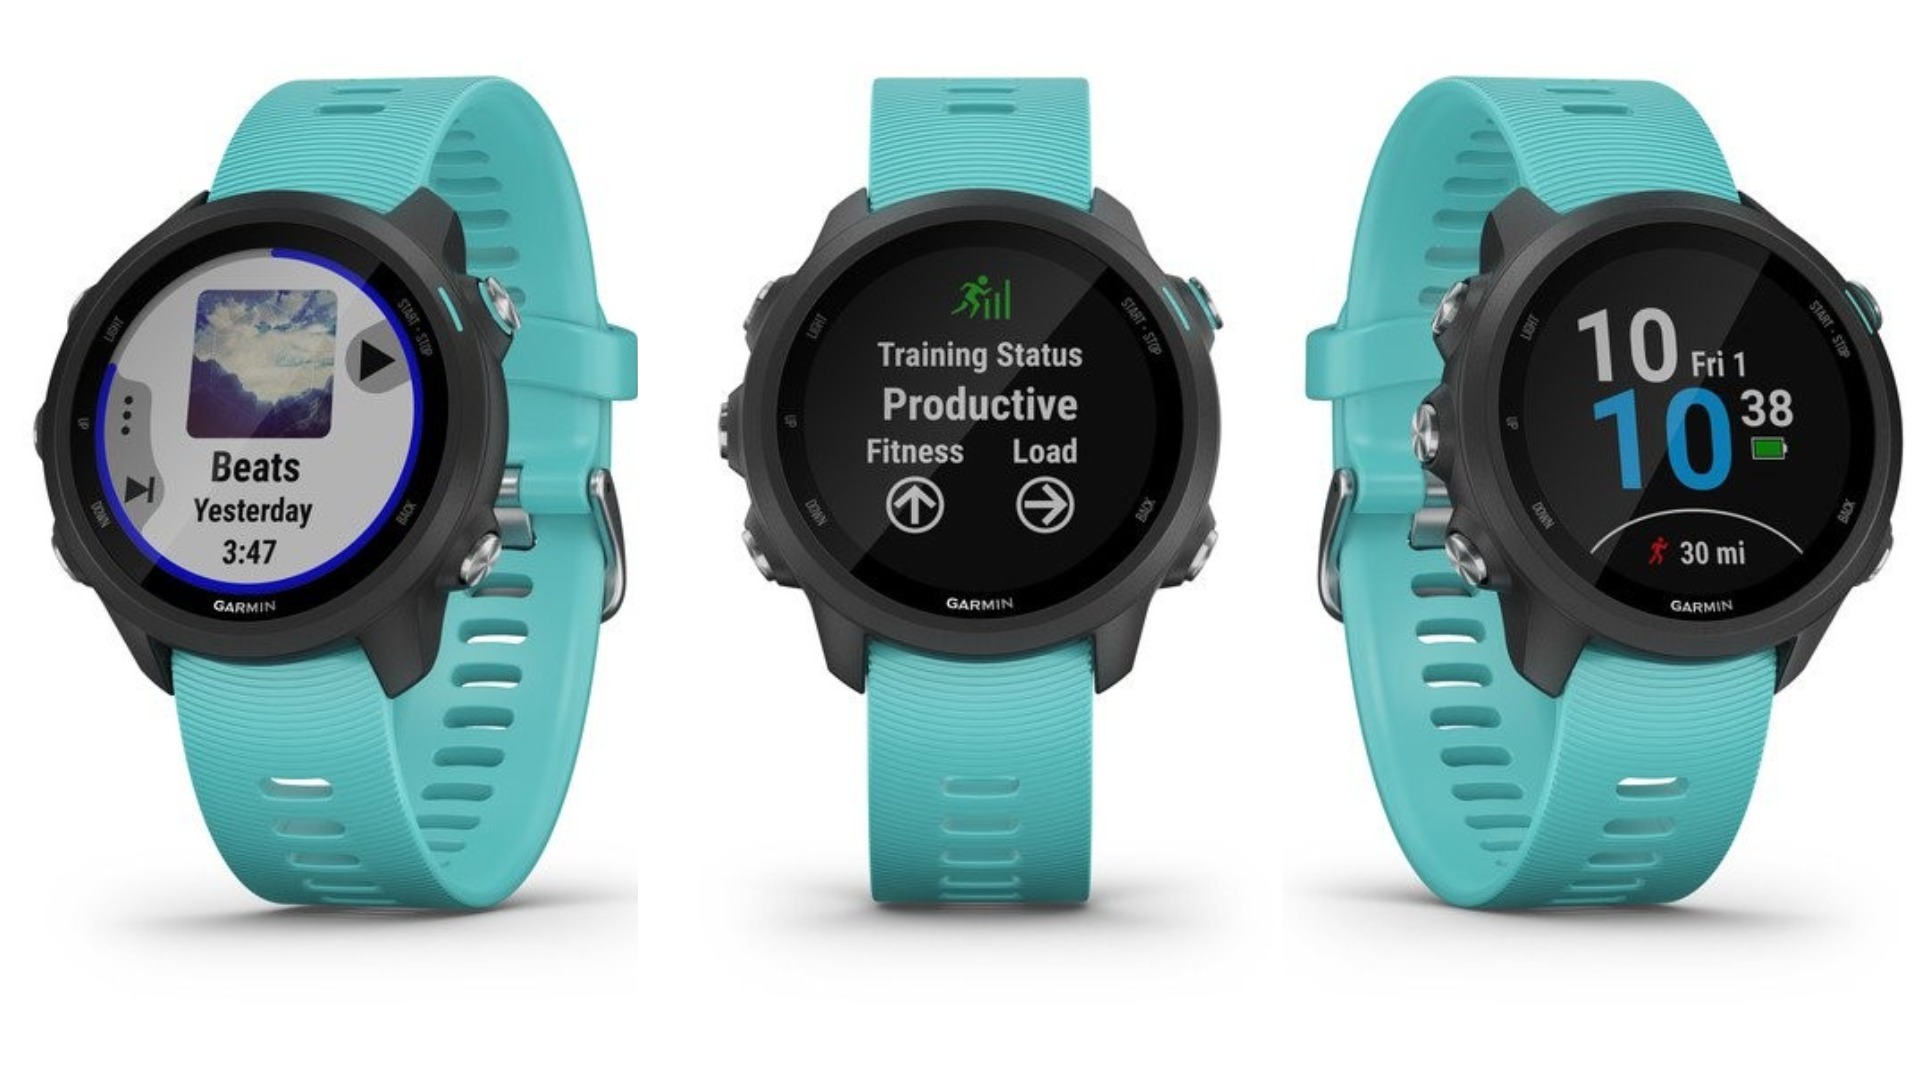 LIGHT
START • STOP
UP
DOWN
BACK
Beats
Yesterday
3:47
GARMIN
LIGHT
START • STOP
UP
DOWN
BACK
Training Status
Productive
Fitness Load
GARMIN
LIGHT
START • STOP
UP
DOWN
BACK
10 Fri 1
10 38
30 mi
GARMIN